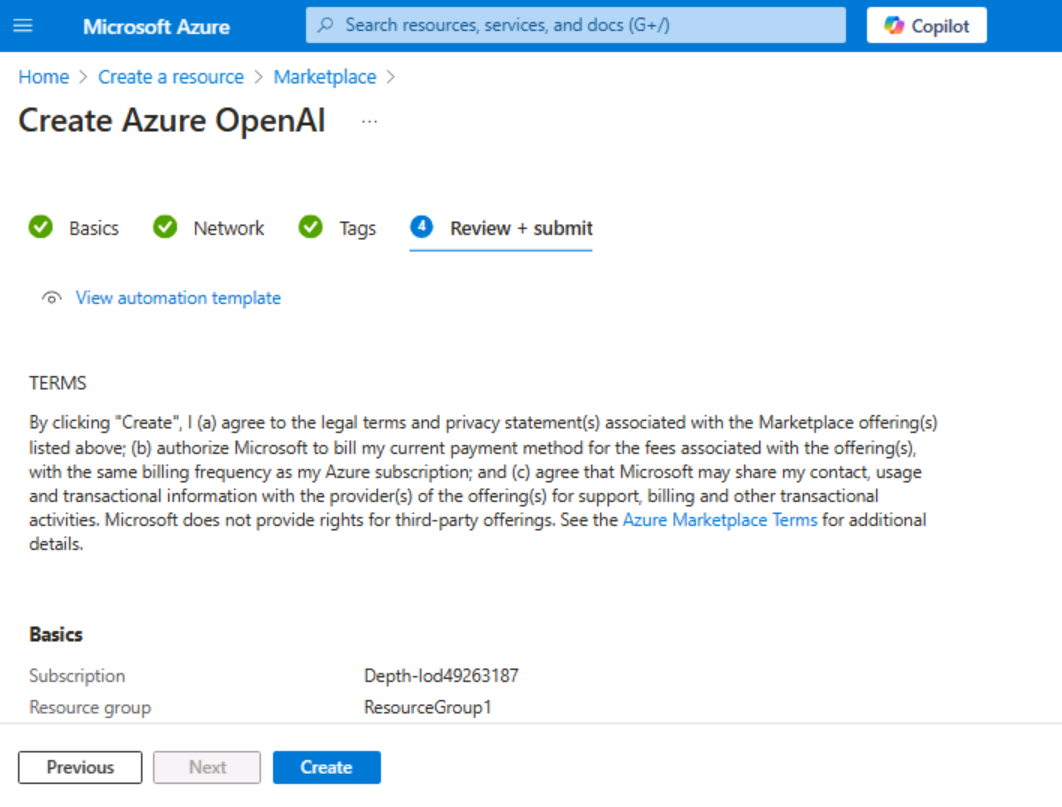 Microsoft Azure
Search resources, services, and docs (G+/)
Copilot
Home > Create a resource > Marketplace >
Create Azure OpenAI ...
Basics
Network
Tags
4 Review + submit
View automation template
TERMS
By clicking "Create", I (a) agree to the legal terms and privacy statement(s) associated with the Marketplace offering(s)
listed above; (b) authorize Microsoft to bill my current payment method for the fees associated with the offering(s),
with the same billing frequency as my Azure subscription; and (c) agree that Microsoft may share my contact, usage
and transactional information with the provider(s) of the offering(s) for support, billing and other transactional
activities. Microsoft does not provide rights for third-party offerings. See the Azure Marketplace Terms for additional
details.
Basics
Subscription Depth-lod49263187
Resource group ResourceGroup1
Previous
Next
Create